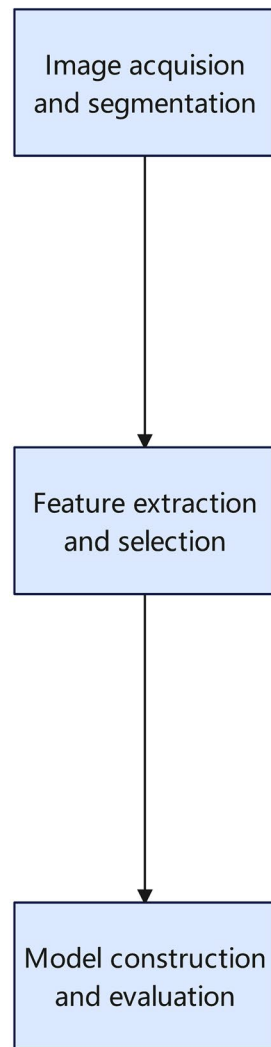 Image acquision
and segmentation
Feature extraction
and selection
Model construction
and evaluation